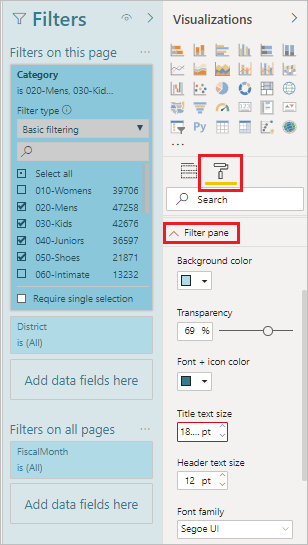 Filters
Filters on this page ...
Category
is 020-Mens, 030-Kid...
Filter type
Basic filtering
Select all
010-Womens 39706
020-Mens 47258
030-Kids 42676
040-Juniors 36597
050-Shoes 21871
060-Intimate 13232
Require single selection
District
is (All)
Add data fields here
Filters on all pages ...
FiscalMonth
is (All)
Add data fields here
Visualizations
Py
...
Search
Filter pane
Background color
Transparency
69 %
Font + icon color
Title text size
18.... pt
Header text size
12 pt
Font family
Segoe UI